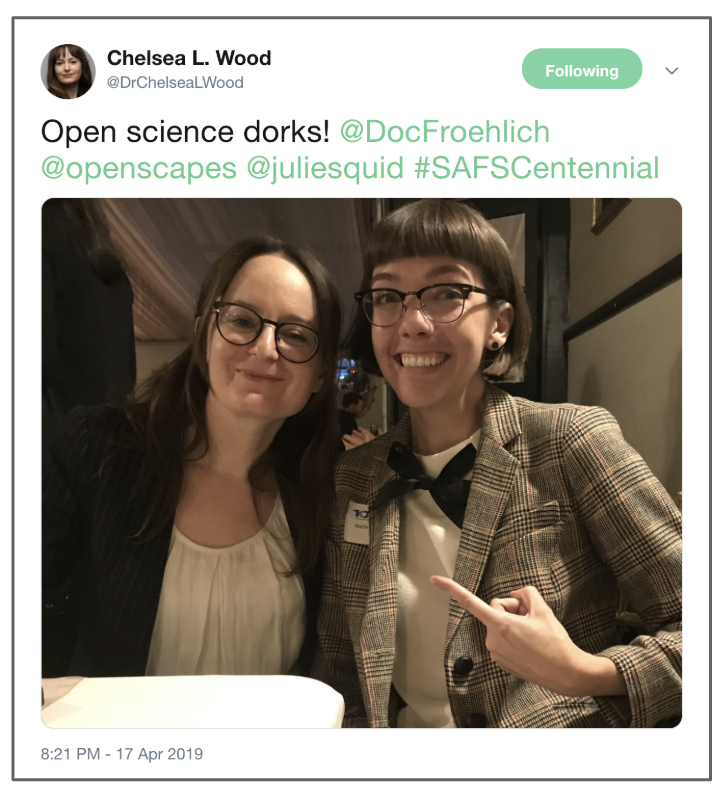 Chelsea L. Wood
@DrChelseaLWood
Following
Open science dorks! @DocFroehlich
@openscapes @juliesquid #SAFSCentennial
8:21 PM - 17 Apr 2019